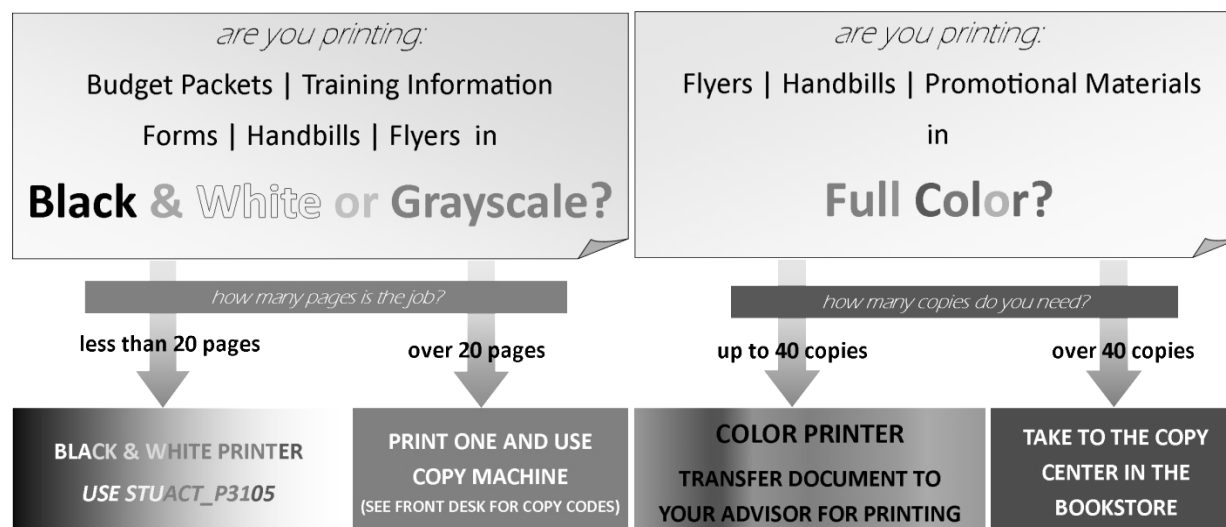 are you printing:
Budget Packets | Training Information
Forms | Handbills | Flyers in
Black & White or Grayscale?
how many pages is the job?
less than 20 pages
over 20 pages
BLACK & WHITE PRINTER
USE STUACT_P3105
PRINT ONE AND USE
COPY MACHINE
(SEE FRONT DESK FOR COPY CODES)
are you printing:
Flyers | Handbills | Promotional Materials
in
Full Color?
how many copies do you need?
up to 40 copies
over 40 copies
COLOR PRINTER
TRANSFER DOCUMENT TO
YOUR ADVISOR FOR PRINTING
TAKE TO THE COPY
CENTER IN THE
BOOKSTORE